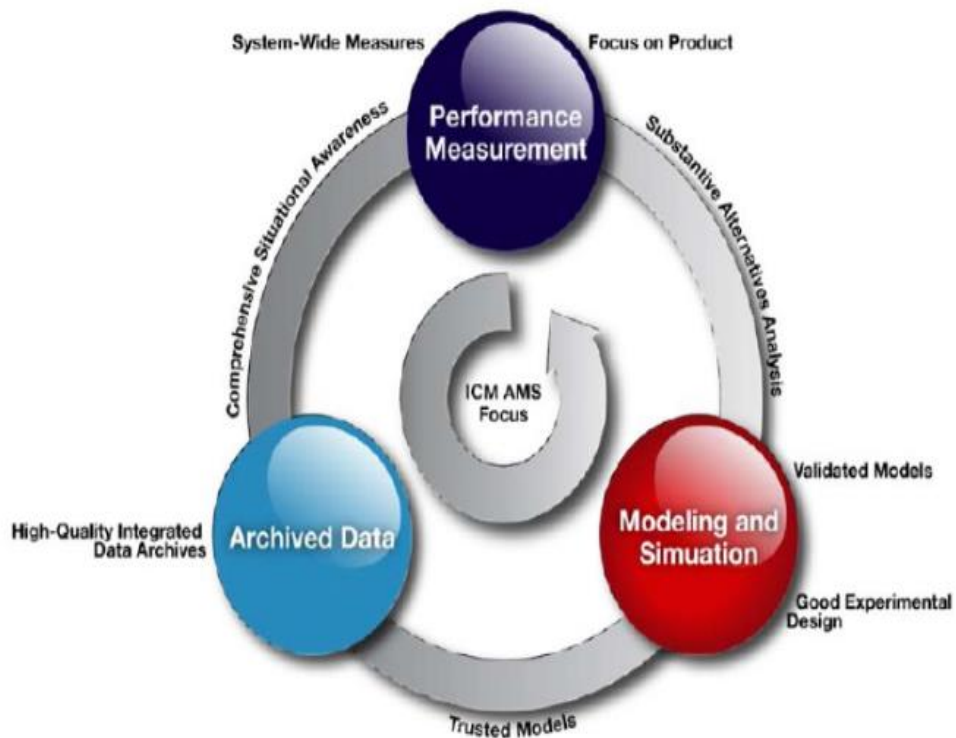 System-Wide Measures
Focus on Product
Performance
Measurement
Comprehensive Situational Awareness
Substantive Alternatives Analysis
ICM AMS
Focus
Validated Models
High-Quality Integrated
Data Archives
Archived Data
Modeling and
Simuation
Good Experimental
Design
Trusted Models